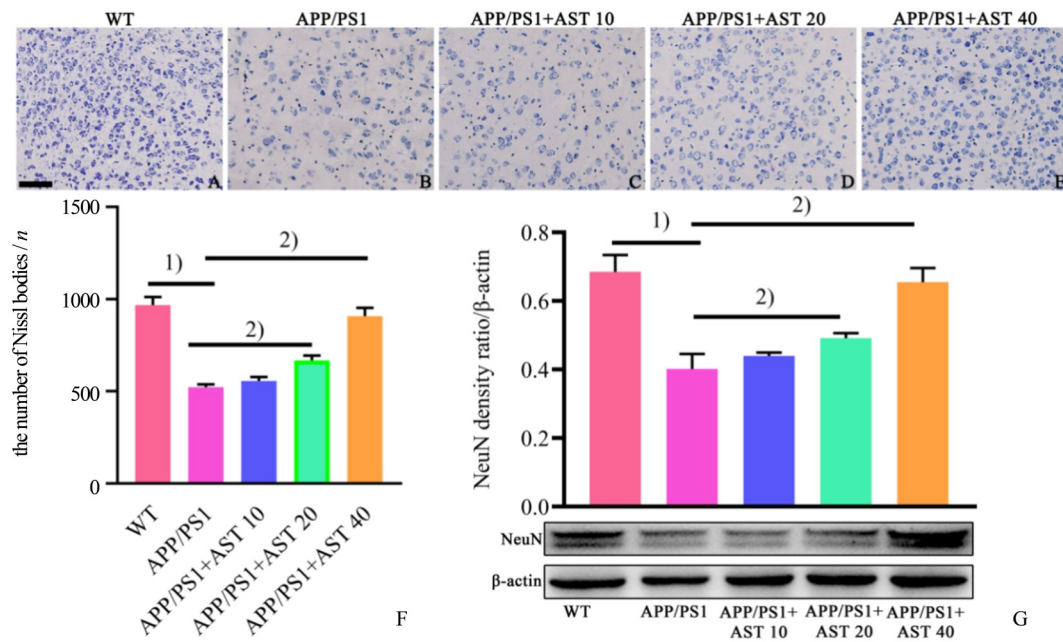 WT APP/PS1 APP/PS1+AST 10 APP/PS1+AST 20 APP/PS1+AST 40
A B C D E
the number of Nissl bodies / n
1500
1000
500
0
1)
2)
2)
WT
APP/PS1
APP/PS1+AST 10
APP/PS1+AST 20
APP/PS1+AST 40
F
NeuN density ratio/β-actin
0.8
0.6
0.4
0.2
0.0
1)
2)
2)
NeuN
β-actin
WT APP/PS1 APP/PS1+ APP/PS1+ APP/PS1+
AST 10 AST 20 AST 40
G